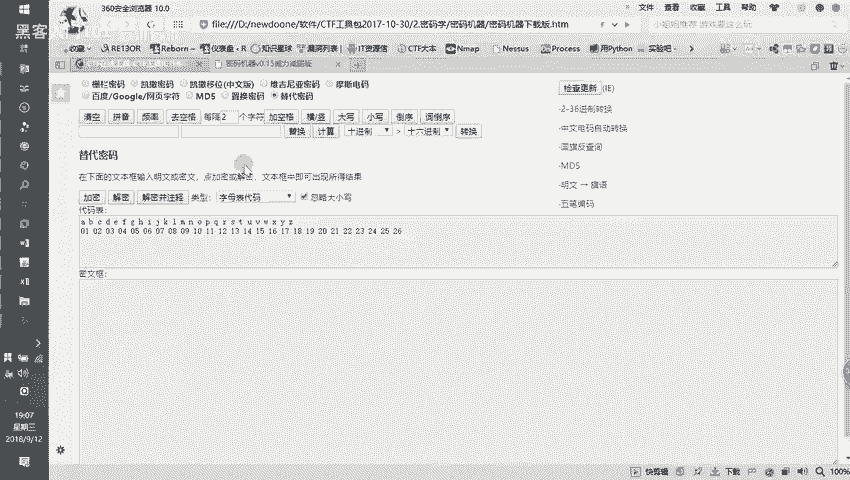 360安全浏览器 10.0
文件 查看 收藏 工具 帮助
file:///D:/newdoone/软件/CTF工具包2017-10-30/2.密码学/密码机器/密码机器下载版.htm
收藏 RE130R Reborn 仪表盘 知识星球 漏洞列表 IT资源信 CTF大本 Nmap Nessus Process 用Python 实验吧
密码机器v0.15威力减弱版
栅栏密码 凯撒密码 凯撒移位(中文版) 维吉尼亚密码 摩斯电码
百度/Google/网页字符 MD5 置换密码 替代密码
清空 拼音 频率 去空格 每隔2 个字符 加空格 横/竖 大写 小写 倒序 词倒序
替换 计算 十进制 > 十六进制 转换
替代密码
在下面的文本框输入明文或密文，点加密或解密，文本框中即可出现所得结果
加密 解密 解密并注释 类型: 字母表代码 忽略大小写
代码表:
a b c d e f g h i j k l m n o p q r s t u v w x y z
01 02 03 04 05 06 07 08 09 10 11 12 13 14 15 16 17 18 19 20 21 22 23 24 25 26
密文框:
检查更新 (IE)
-2-36进制转换
-中文电码自动转换
-国旗反查询
-MD5
-明文 → 旗语
-五笔编码
19:07
星期三
2018/9/12
快剪辑 下载 100%